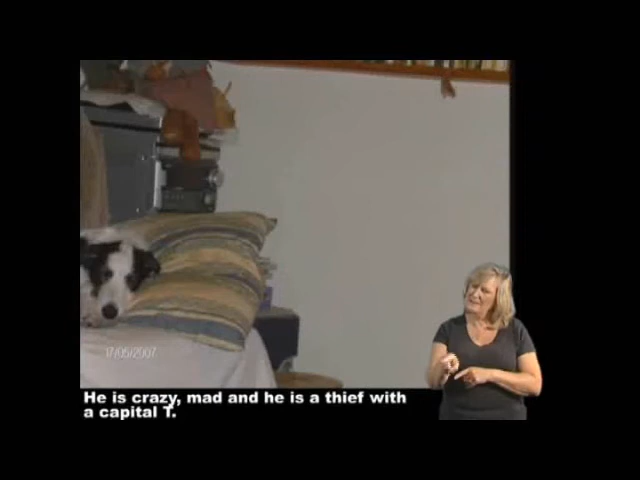 17/05/2007
He is crazy, mad and he is a thief with
a capital T.